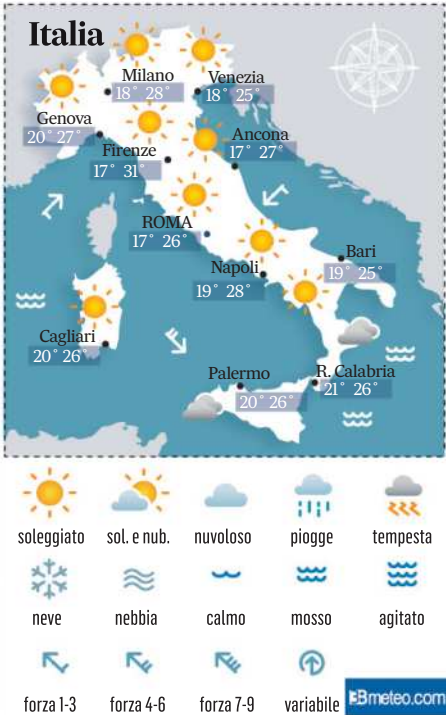 Italia
Milano
18° 28°
Venezia
18° 25°
Genova
20° 27°
Firenze
17° 31°
Ancona
17° 27°
ROMA
17° 26°
Napoli
19° 28°
Bari
19° 25°
Cagliari
20° 26°
Palermo
20° 26°
R. Calabria
21° 26°
soleggiato sol. e nub. nuvoloso piogge tempesta
neve nebbia calmo mosso agitato
forza 1-3 forza 4-6 forza 7-9 variabile
3Bmeteo.com